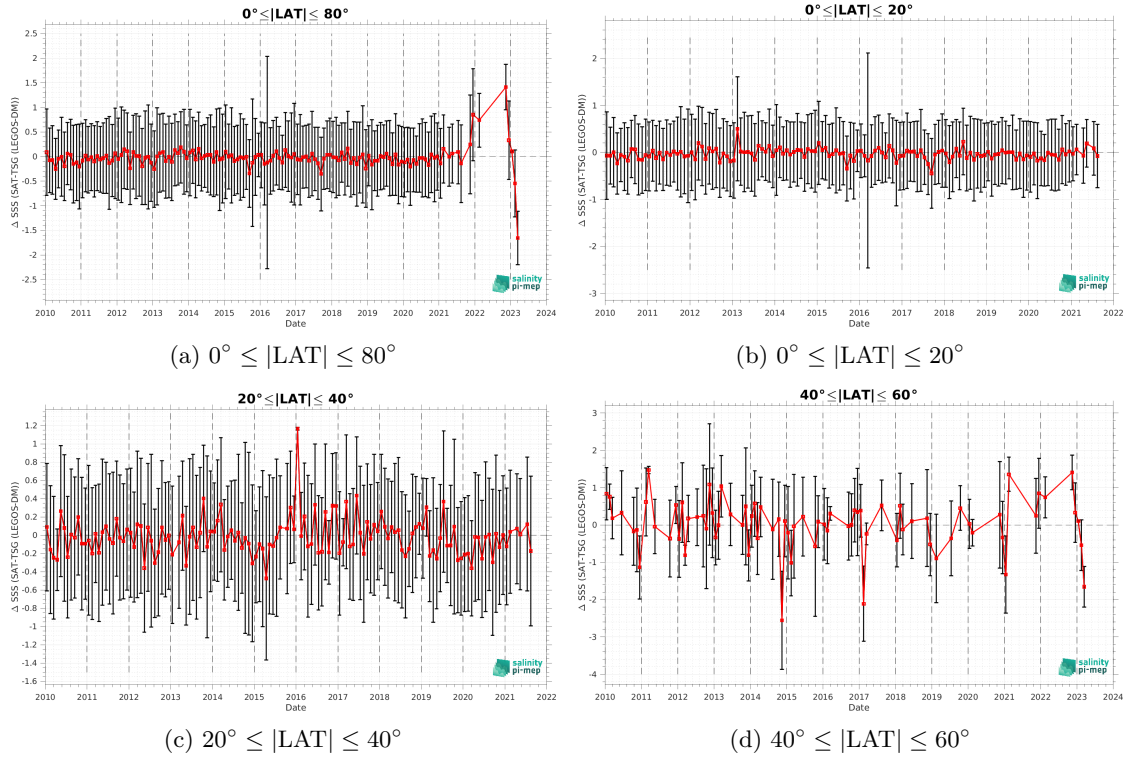 0°≤|LAT|≤ 80°
Δ SSS (SAT-TSG (LEGOS-DM))
2.5
2
1.5
1
0.5
0
-0.5
-1
-1.5
-2
-2.5
2010 2011 2012 2013 2014 2015 2016 2017 2018 2019 2020 2021 2022 2023 2024
Date
salinity
pi-mep
(a) 0° ≤ |LAT| ≤ 80°
0°≤|LAT|≤ 20°
Δ SSS (SAT-TSG (LEGOS-DM))
2
1
0
-1
-2
-3
2010 2011 2012 2013 2014 2015 2016 2017 2018 2019 2020 2021 2022
Date
salinity
pi-mep
(b) 0° ≤ |LAT| ≤ 20°
20°≤|LAT|≤ 40°
Δ SSS (SAT-TSG (LEGOS-DM))
1.2
1
0.8
0.6
0.4
0.2
0
-0.2
-0.4
-0.6
-0.8
-1
-1.2
-1.4
-1.6
2010 2011 2012 2013 2014 2015 2016 2017 2018 2019 2020 2021 2022
Date
salinity
pi-mep
(c) 20° ≤ |LAT| ≤ 40°
40°≤|LAT|≤ 60°
Δ SSS (SAT-TSG (LEGOS-DM))
3
2
1
0
-1
-2
-3
-4
2010 2011 2012 2013 2014 2015 2016 2017 2018 2019 2020 2021 2022 2023
Date
salinity
pi-mep
(d) 40° ≤ |LAT| ≤ 60°